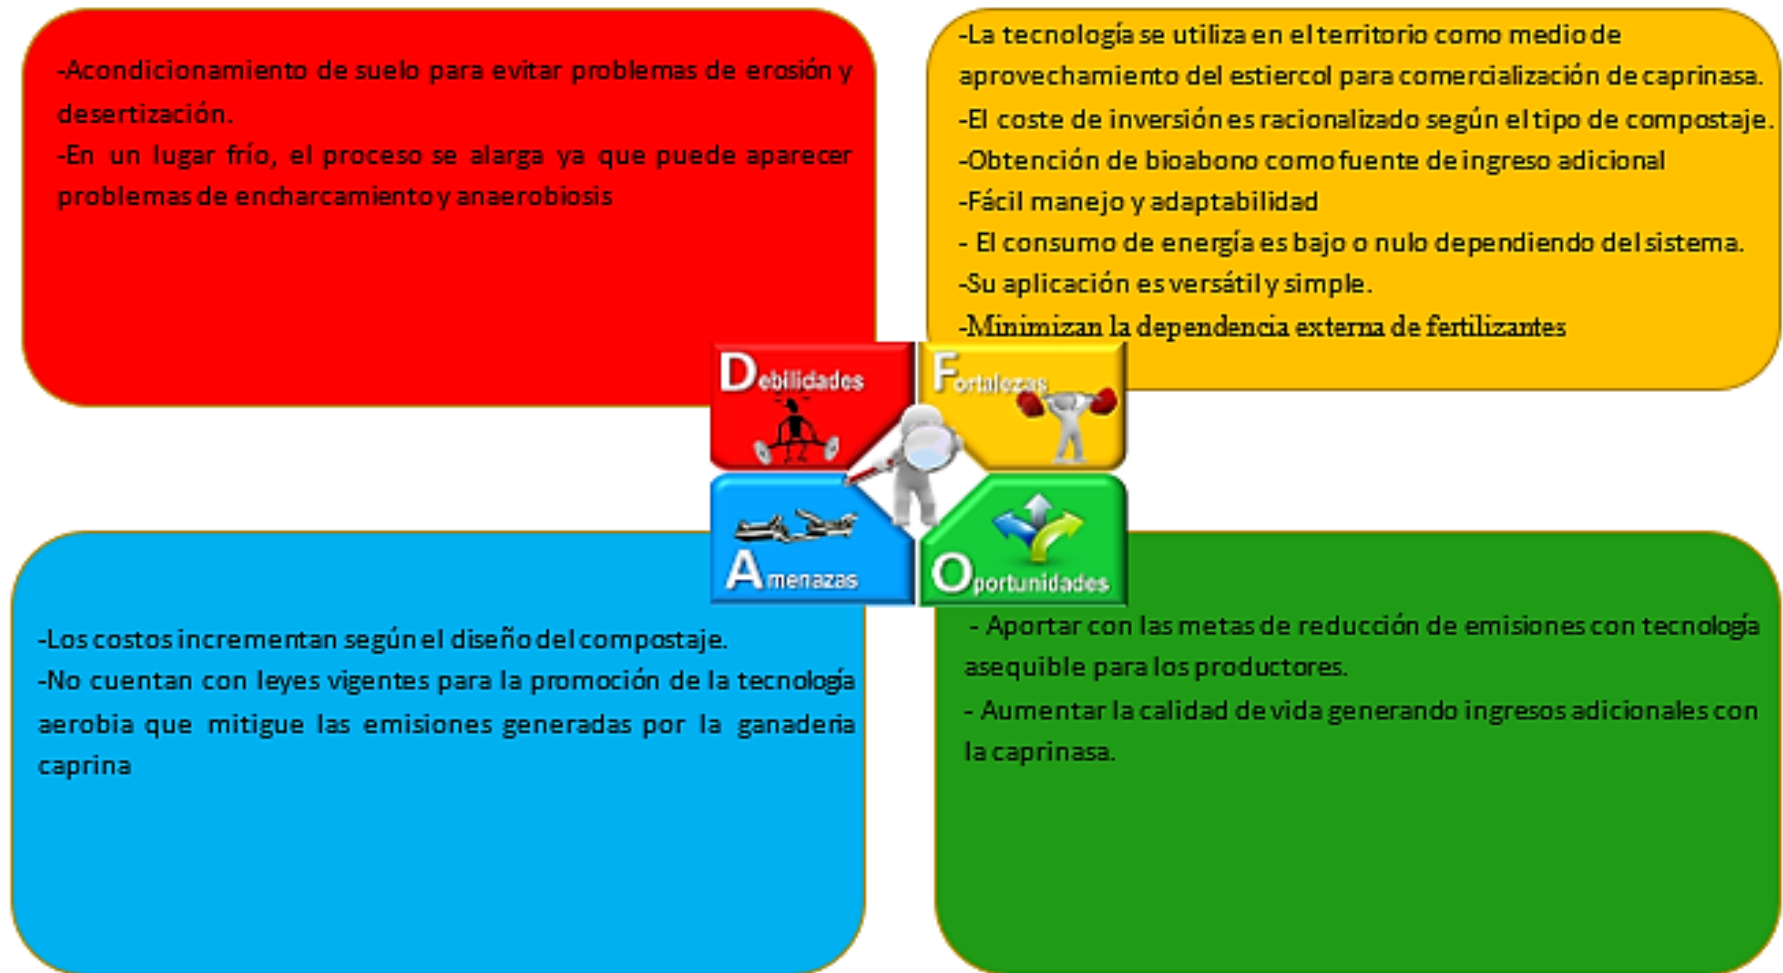 -Acondicionamiento de suelo para evitar problemas de erosión y
desertización.
-En un lugar frío, el proceso se alarga ya que puede aparecer
problemas de encharcamiento y anaerobiosis
-La tecnología se utiliza en el territorio como medio de
aprovechamiento del estiercol para comercialización de caprinasa.
-El coste de inversión es racionalizado según el tipo de compostaje.
-Obtención de bioabono como fuente de ingreso adicional
-Fácil manejo y adaptabilidad
- El consumo de energía es bajo o nulo dependiendo del sistema.
-Su aplicación es versátil y simple.
-Minimizan la dependencia externa de fertilizantes
Debilidades
Fortalezas
Amenazas
Oportunidades
-Los costos incrementan según el diseño del compostaje.
-No cuentan con leyes vigentes para la promoción de la tecnología
aerobia que mitigue las emisiones generadas por la ganadería
caprina
- Aportar con las metas de reducción de emisiones con tecnología
asequible para los productores.
- Aumentar la calidad de vida generando ingresos adicionales con
la caprinasa.